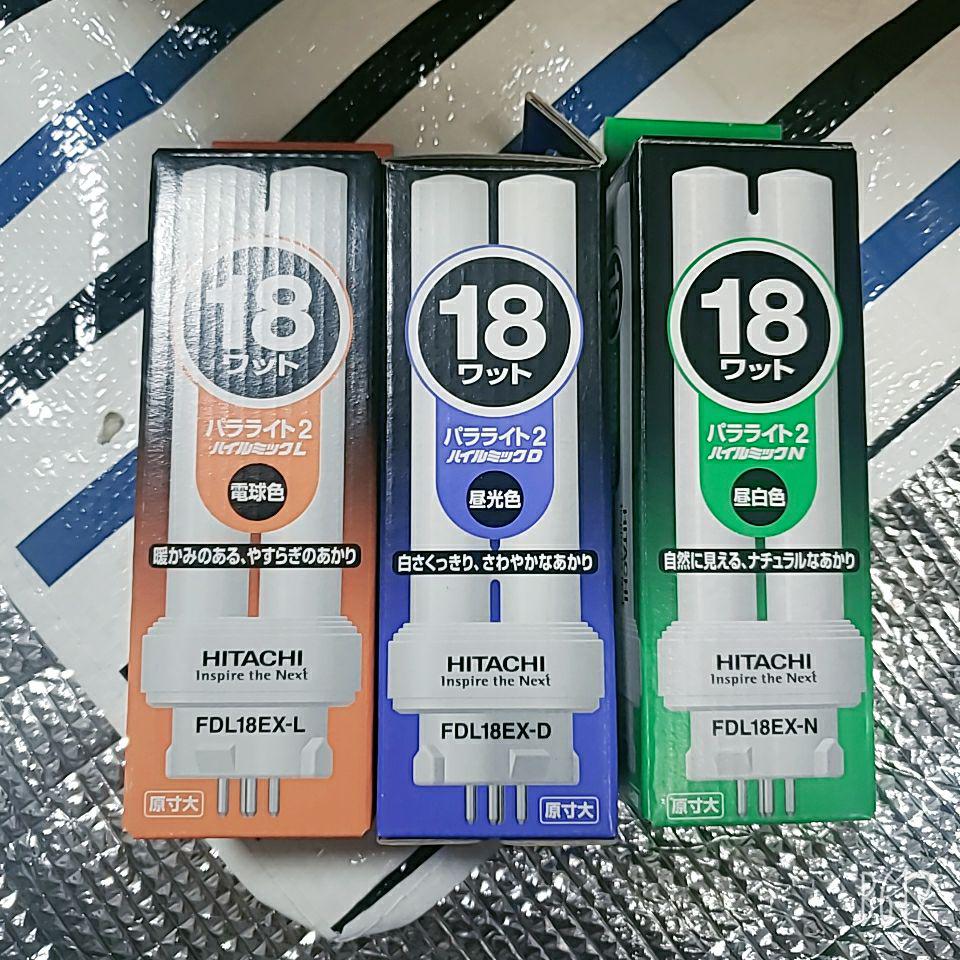 18
ワット
パラライト2
ハイルミックL
電球色
暖かみのある、やすらぎのあかり
HITACHI
Inspire the Next
FDL18EX-L
原寸大
18
ワット
パラライト2
ハイルミックD
昼光色
白さくっきり、さわやかなあかり
HITACHI
Inspire the Next
FDL18EX-D
原寸大
18
ワット
パラライト2
ハイルミックN
昼白色
自然に見える、ナチュラルなあかり
HITACHI
Inspire the Next
FDL18EX-N
原寸大
HITACHI